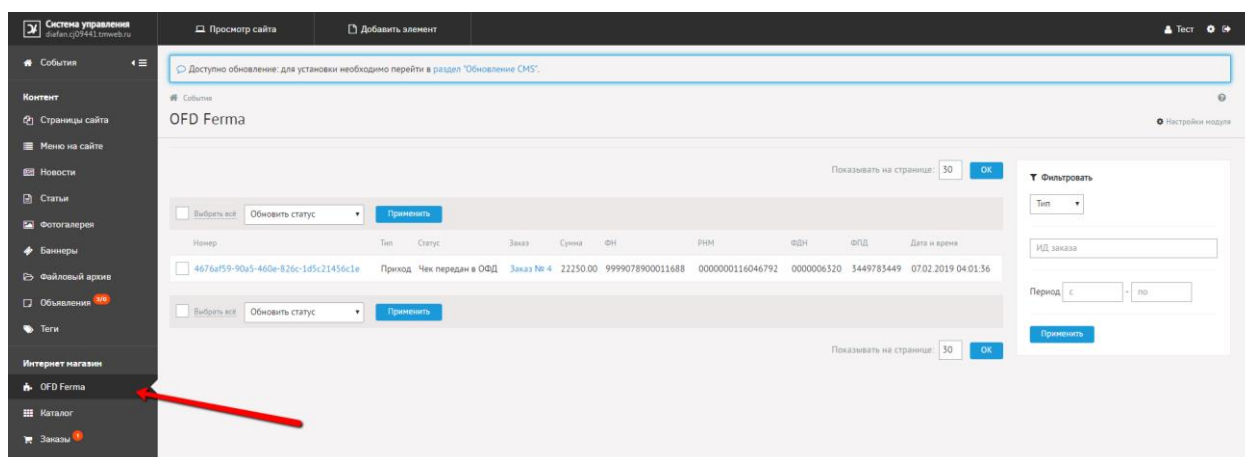 Система управления
diafan.cj09441.tmweb.ru
Просмотр сайта
Добавить элемент
Тест
События
Доступно обновление: для установки необходимо перейти в раздел "Обновление CMS".
События
OFD Ferma
Настройки модуля
Контент
Страницы сайта
Меню на сайте
Новости
Статьи
Фотогалерея
Баннеры
Файловый архив
Объявления 3/0
Теги
Интернет магазин
OFD Ferma
Каталог
Заказы 1
Показывать на странице: 30 ОК
Выбрать всё Обновить статус Применить
Номер Тип Статус Заказ Сумма ФН РНМ ФДН ФПД Дата и время
4676af59-90a5-460e-826c-1d5c21456c1e Приход Чек передан в ОФД Заказ № 4 22250.00 9999078900011688 0000000116046792 0000006320 3449783449 07.02.2019 04:01:36
Выбрать всё Обновить статус Применить
Показывать на странице: 30 ОК
Фильтровать
Тип
ИД заказа
Период с - по
Применить